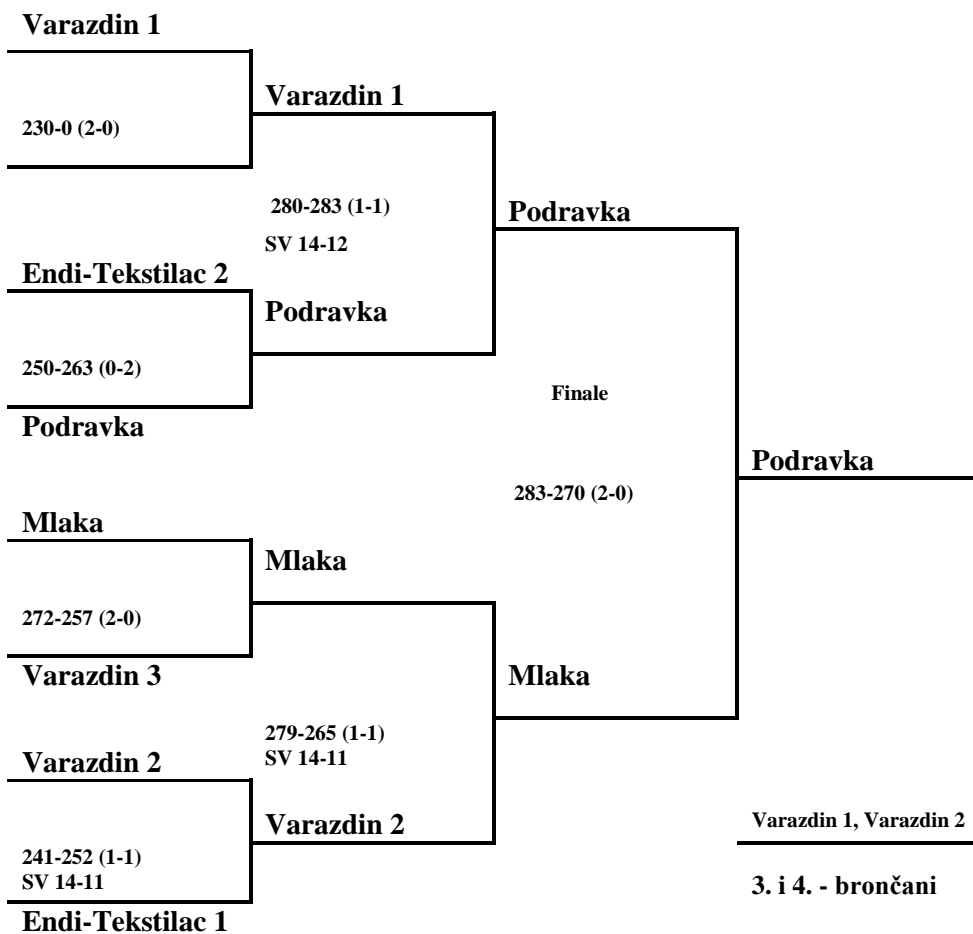 Varazdin 1
Varazdin 1
230-0 (2-0)
280-283 (1-1)
Podravka
SV 14-12
Endi-Tekstilac 2
Podravka
250-263 (0-2)
Finale
Podravka
Podravka
283-270 (2-0)
Mlaka
Mlaka
272-257 (2-0)
Varazdin 3
Mlaka
279-265 (1-1)
SV 14-11
Varazdin 2
Varazdin 2
Varazdin 1, Varazdin 2
241-252 (1-1)
SV 14-11
3. i 4. - brončani
Endi-Tekstilac 1